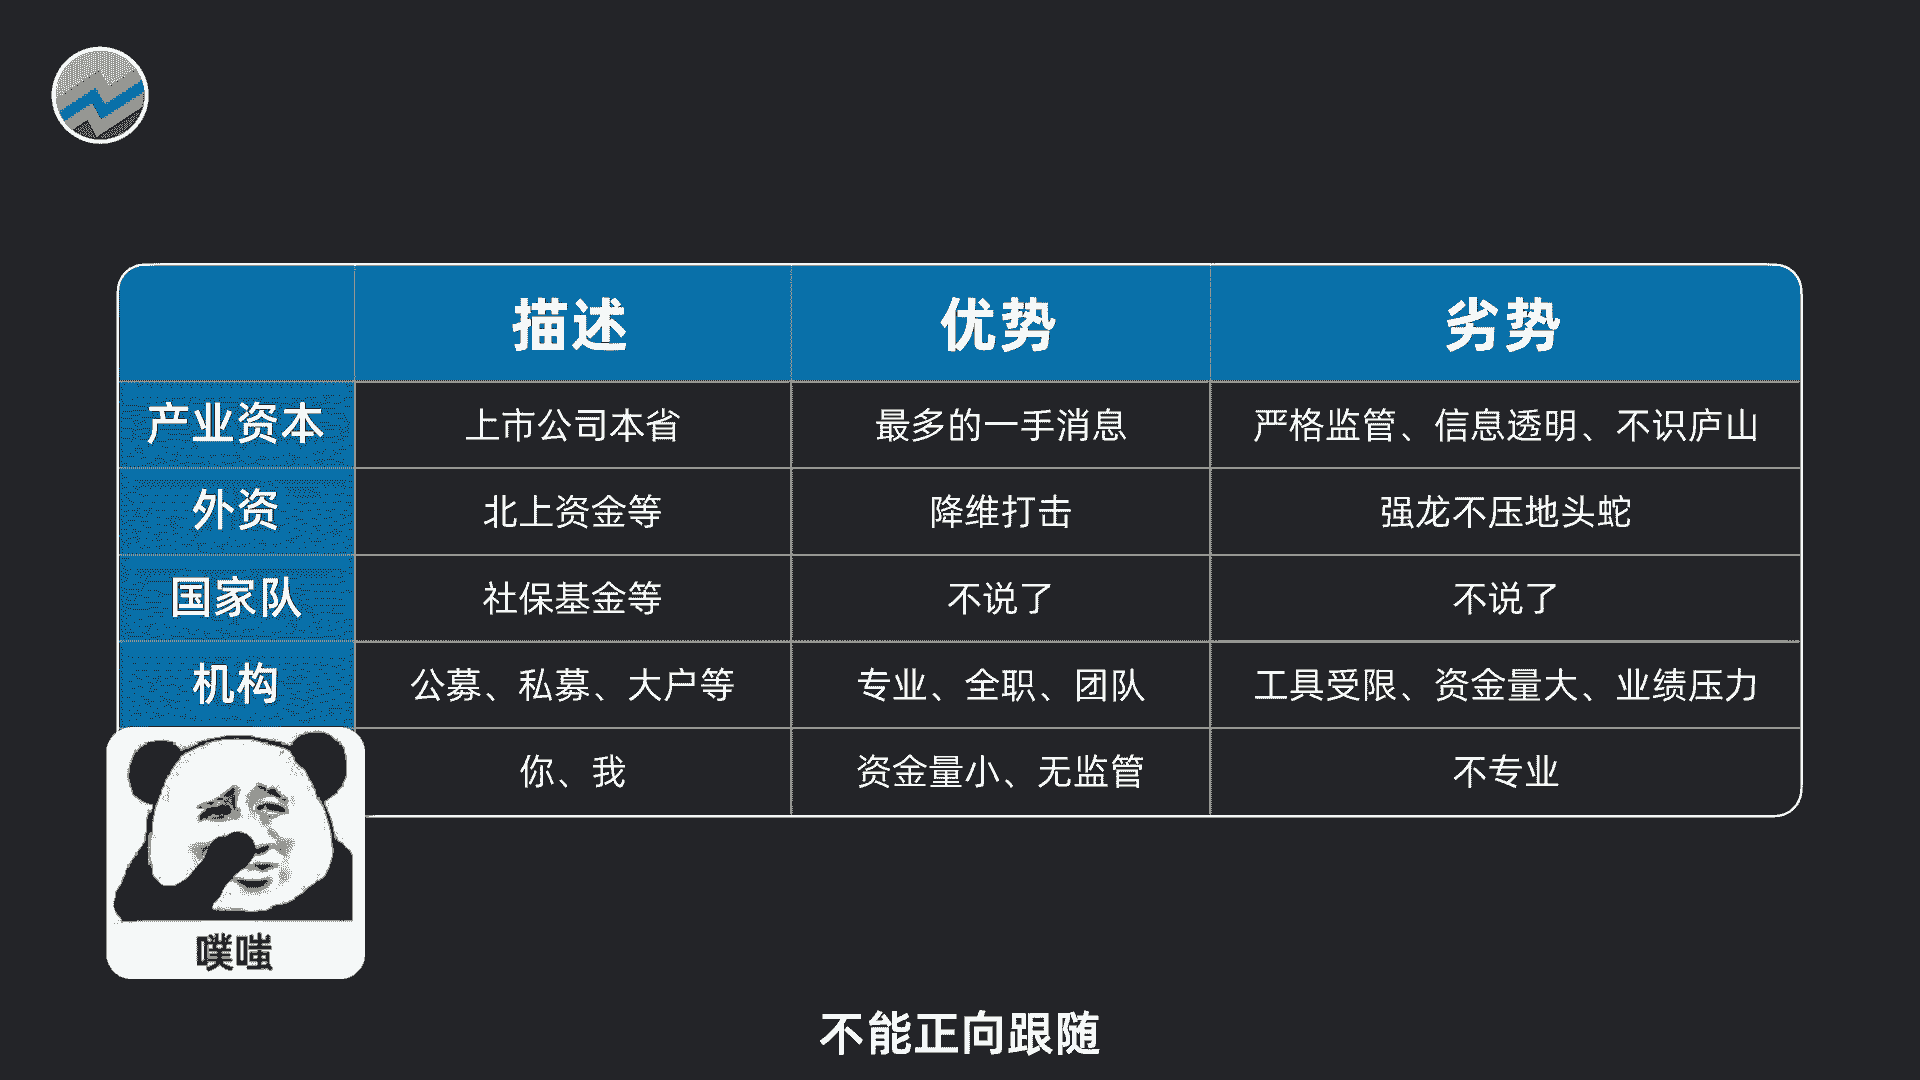 描述 优势 劣势
产业资本 上市公司本省 最多的一手消息 严格监管、信息透明、不识庐山
外资 北上资金等 降维打击 强龙不压地头蛇
国家队 社保基金等 不说了 不说了
机构 公募、私募、大户等 专业、全职、团队 工具受限、资金量大、业绩压力
你、我 资金量小、无监管 不专业
噗嗤
不能正向跟随